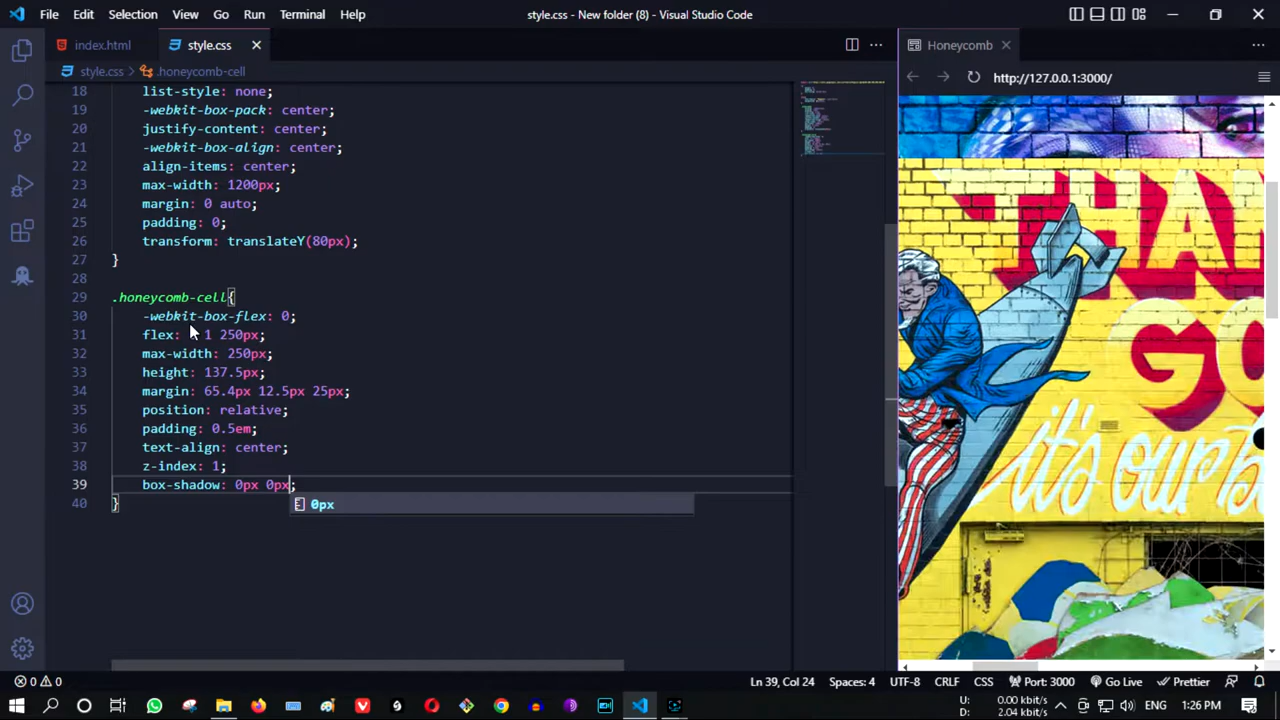 File Edit Selection View Go Run Terminal Help
style.css - New folder (8) - Visual Studio Code
index.html
style.css
Honeycomb
style.css > .honeycomb-cell
http://127.0.0.1:3000/
18 list-style: none;
19 -webkit-box-pack: center;
20 justify-content: center;
21 -webkit-box-align: center;
22 align-items: center;
23 max-width: 1200px;
24 margin: 0 auto;
25 padding: 0;
26 transform: translateY(80px);
27 }
28
29 .honeycomb-cell{
30 -webkit-box-flex: 0;
31 flex: 1 250px;
32 max-width: 250px;
33 height: 137.5px;
34 margin: 65.4px 12.5px 25px;
35 position: relative;
36 padding: 0.5em;
37 text-align: center;
38 z-index: 1;
39 box-shadow: 0px 0px;
40 }
0px
THAN
GO
it's our
0 0
Ln 39, Col 24 Spaces: 4 UTF-8 CRLF CSS Port: 3000 Go Live Prettier
U: 0.00 kbit/s
D: 2.04 kbit/s
ENG 1:26 PM